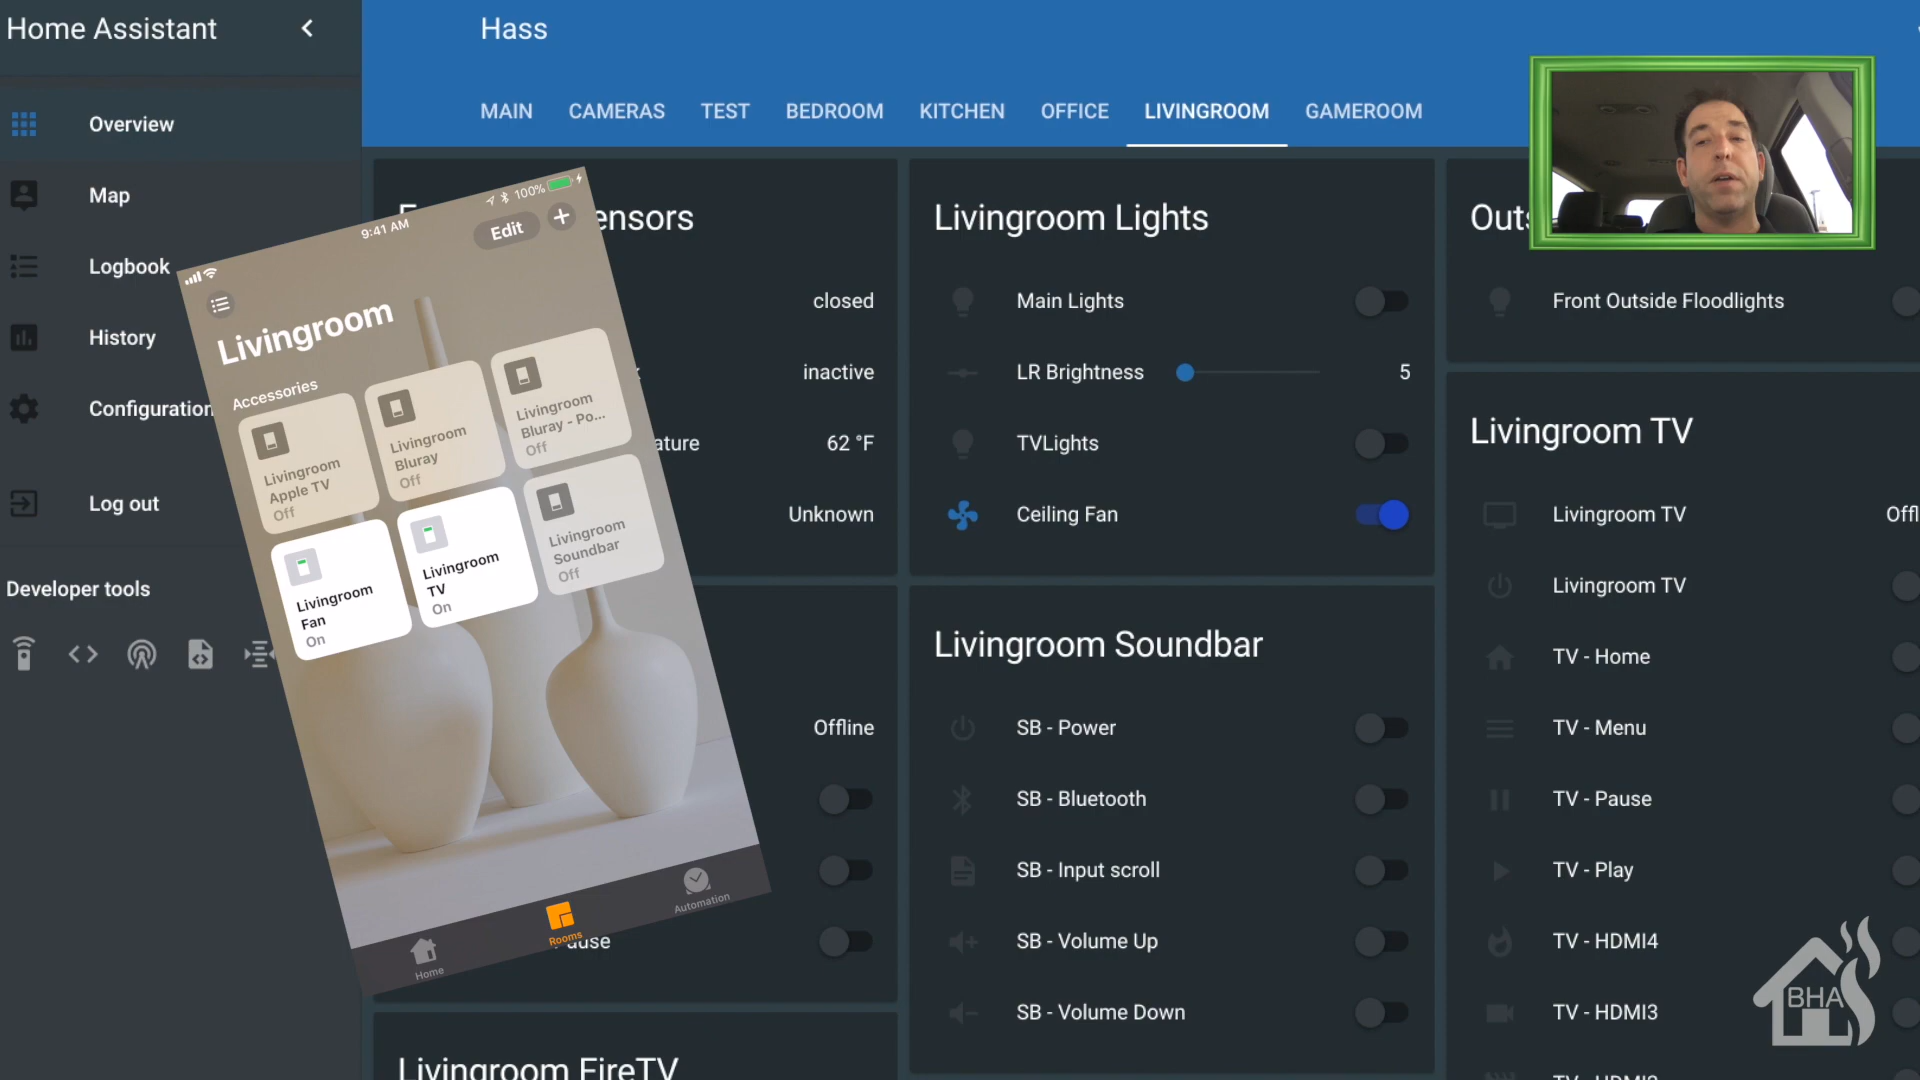 Home Assistant
Overview
Map
Logbook
History
Configuration
Log out
Developer tools
Hass
MAIN CAMERAS TEST BEDROOM KITCHEN OFFICE LIVINGROOM GAMEROOM
closed
inactive
62 °F
Unknown
Offline
Livingroom FireTV
9:41 AM
100%
Edit
Livingroom
Accessories
Livingroom
Apple TV
Off
Livingroom
Bluray
Off
Livingroom
Bluray - Po...
Off
Livingroom
Fan
On
Livingroom
TV
On
Livingroom
Soundbar
Off
Home
Rooms
Automation
Livingroom Lights
Main Lights
LR Brightness 5
TVLights
Ceiling Fan
Livingroom Soundbar
SB - Power
SB - Bluetooth
SB - Input scroll
SB - Volume Up
SB - Volume Down
Front Outside Floodlights
Livingroom TV
Livingroom TV Offl
Livingroom TV
TV - Home
TV - Menu
TV - Pause
TV - Play
TV - HDMI4
TV - HDMI3
BHA